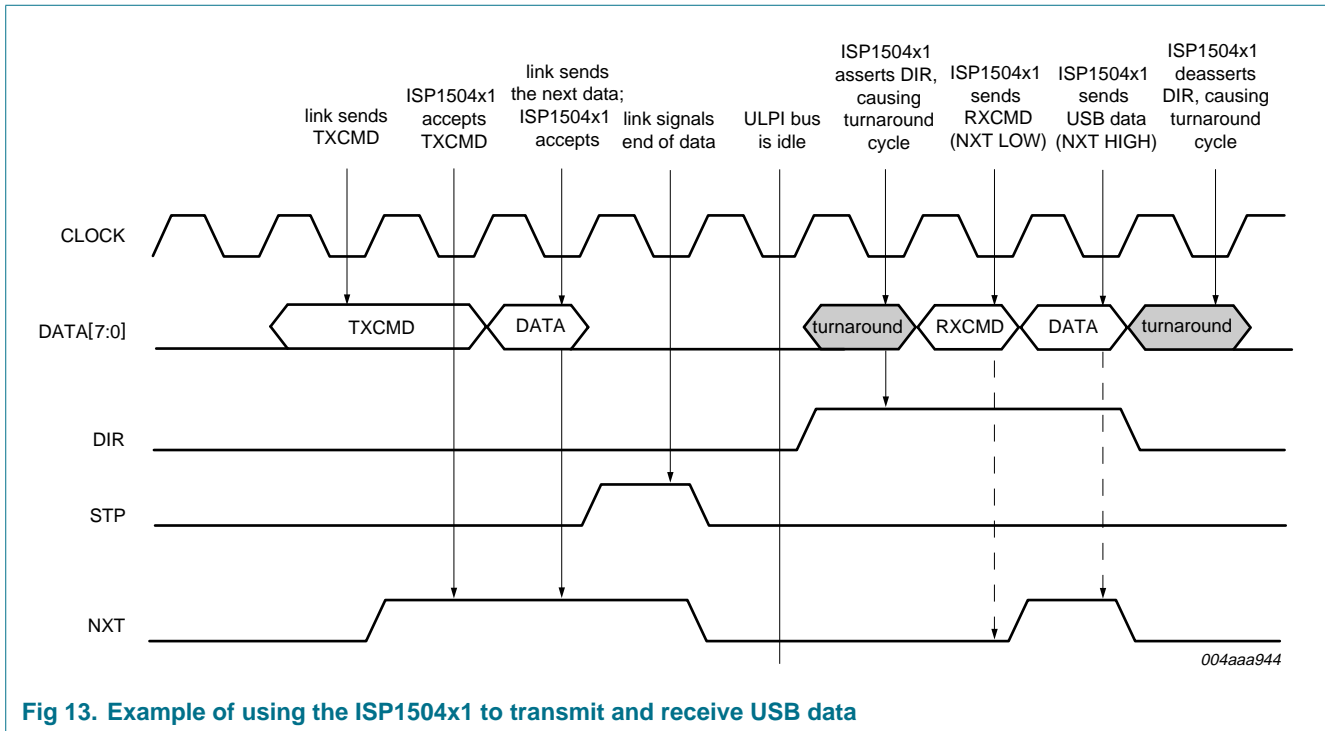 link sends
TXCMD
ISP1504x1
accepts
TXCMD
link sends
the next data;
ISP1504x1
accepts
link signals
end of data
ULPI bus
is idle
ISP1504x1
asserts DIR,
causing
turnaround
cycle
ISP1504x1
sends
RXCMD
(NXT LOW)
ISP1504x1
sends
USB data
(NXT HIGH)
ISP1504x1
deasserts
DIR, causing
turnaround
cycle
CLOCK
DATA[7:0]
TXCMD
DATA
turnaround
RXCMD
DATA
turnaround
DIR
STP
NXT
004aaa944
Fig 13. Example of using the ISP1504x1 to transmit and receive USB data